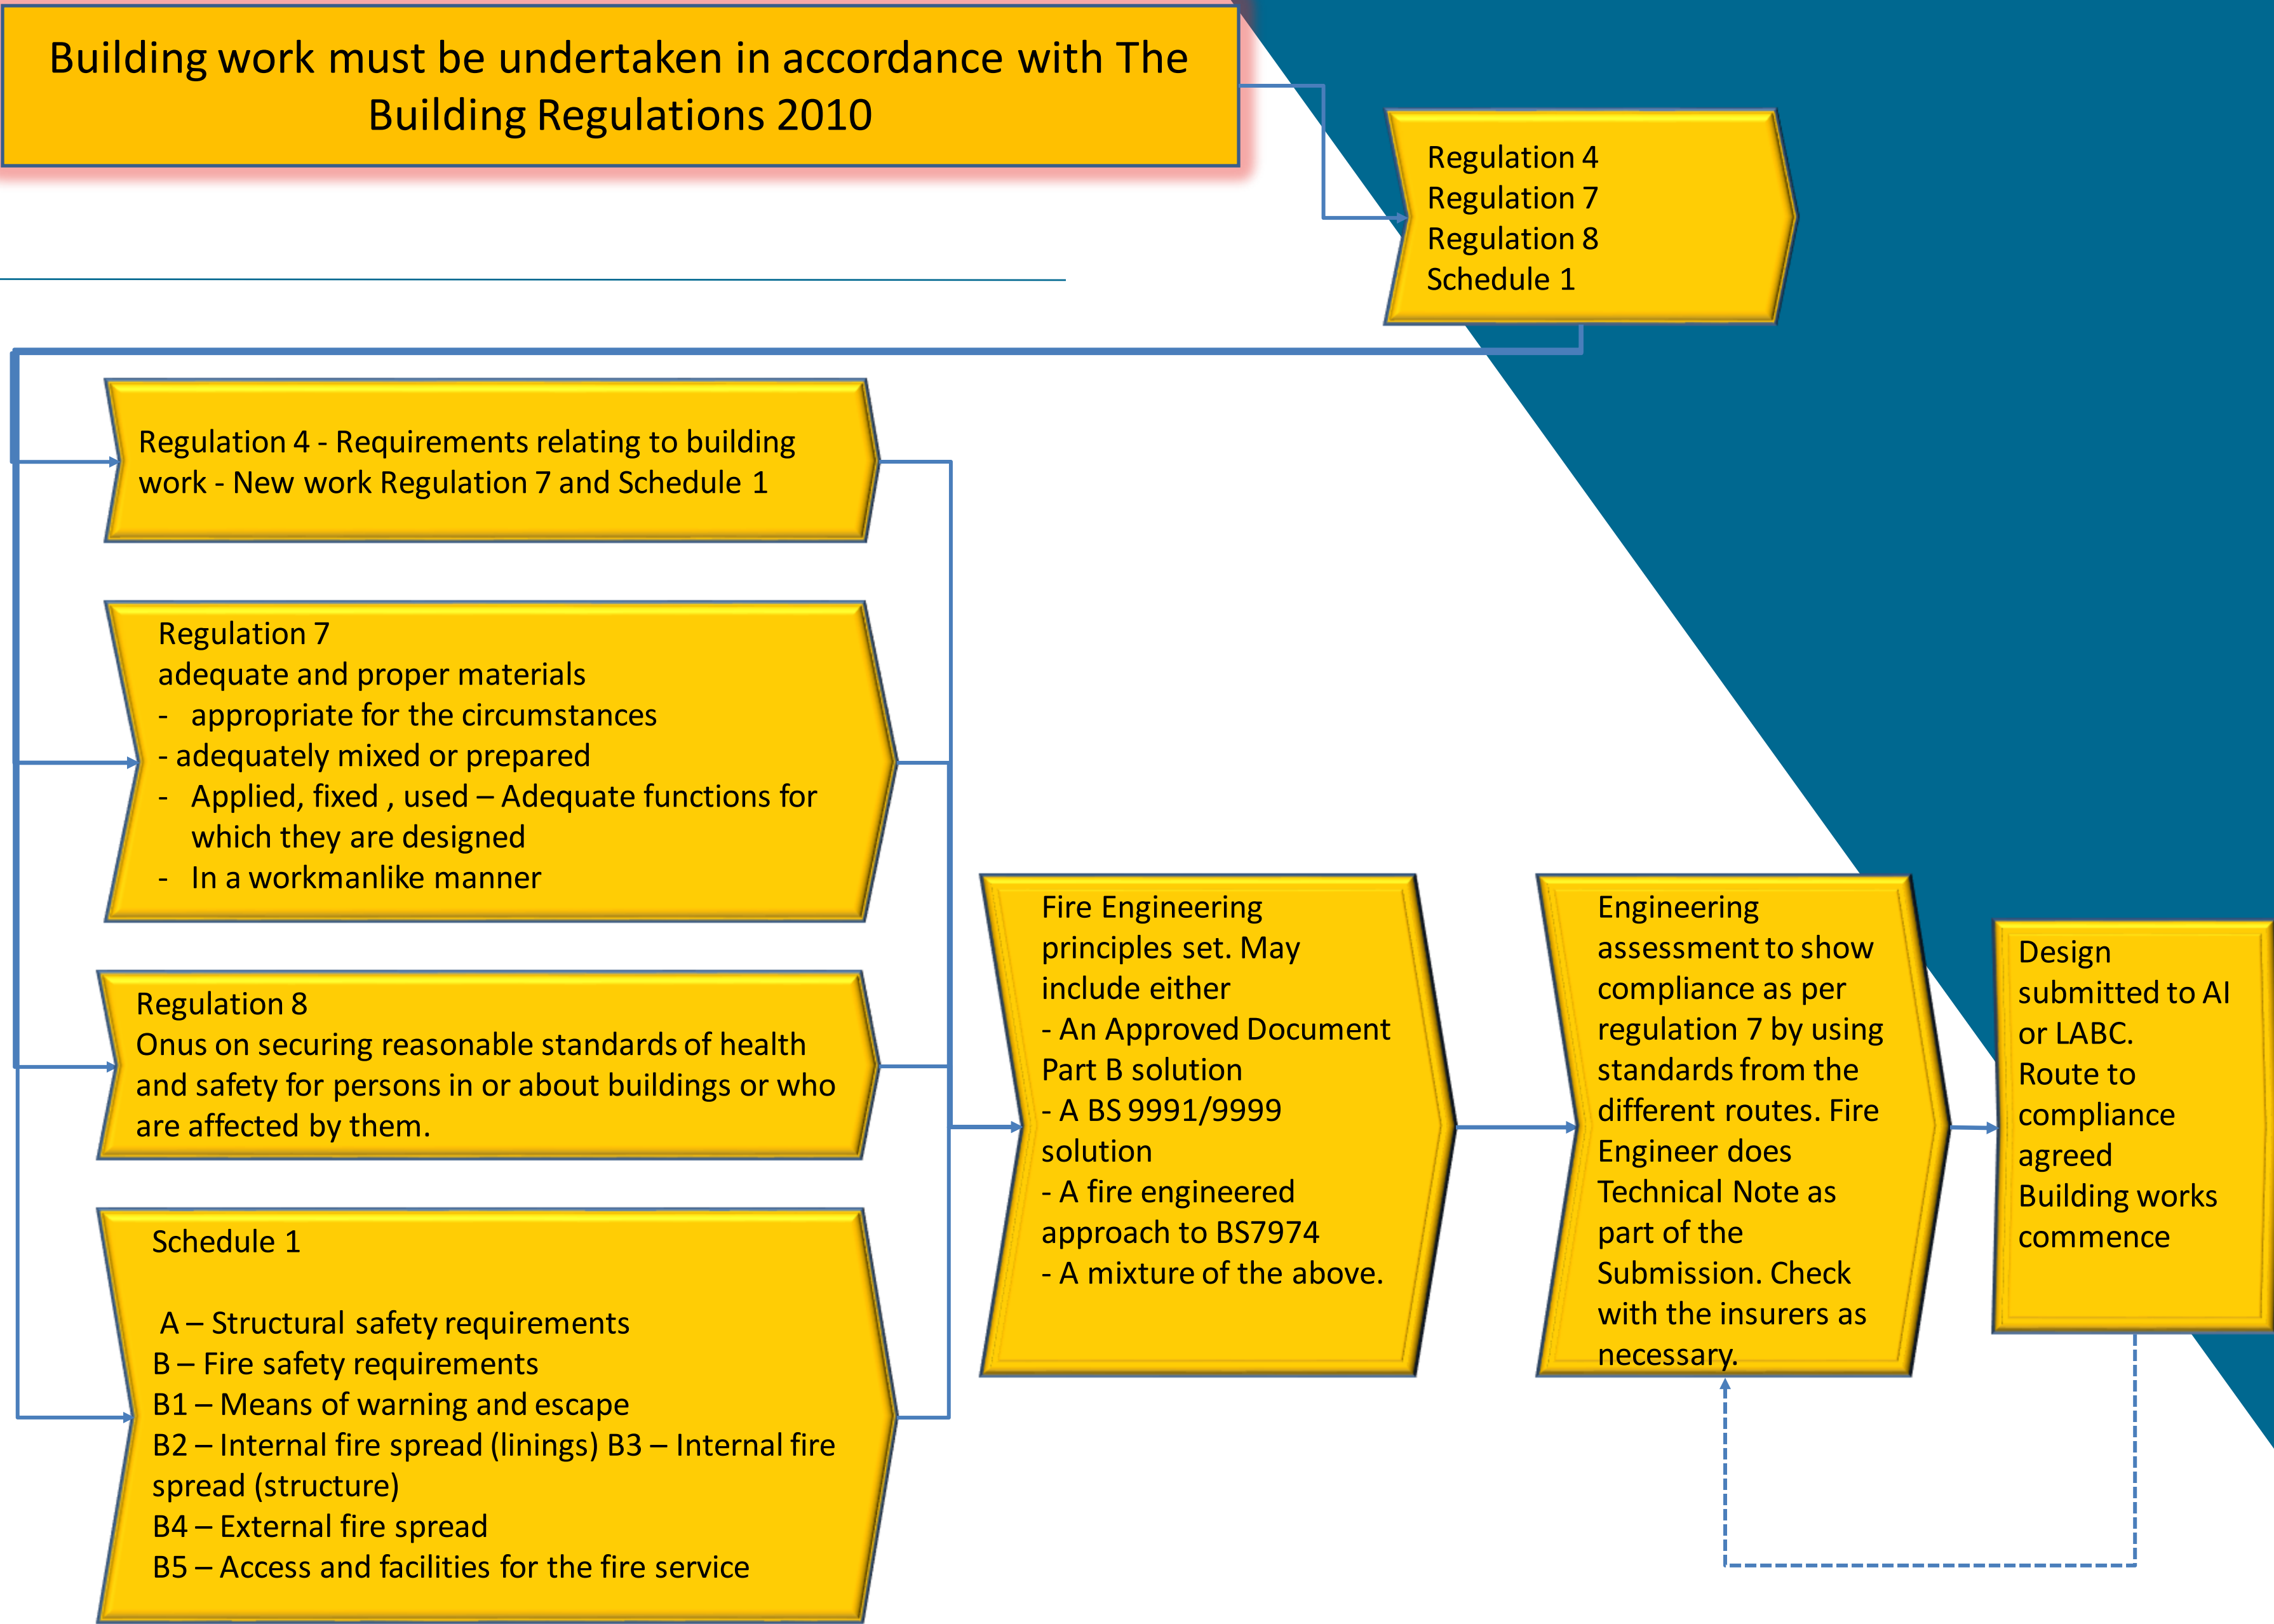 Building work must be undertaken in accordance with The
Building Regulations 2010
Regulation 4
Regulation 7
Regulation 8
Schedule 1
Regulation 4 - Requirements relating to building
work - New work Regulation 7 and Schedule 1
Regulation 7
adequate and proper materials
- appropriate for the circumstances
- adequately mixed or prepared
- Applied, fixed , used – Adequate functions for
which they are designed
- In a workmanlike manner
Regulation 8
Onus on securing reasonable standards of health
and safety for persons in or about buildings or who
are affected by them.
Schedule 1
A – Structural safety requirements
B – Fire safety requirements
B1 – Means of warning and escape
B2 – Internal fire spread (linings) B3 – Internal fire
spread (structure)
B4 – External fire spread
B5 – Access and facilities for the fire service
Fire Engineering
principles set. May
include either
- An Approved Document
Part B solution
- A BS 9991/9999
solution
- A fire engineered
approach to BS7974
- A mixture of the above.
Engineering
assessment to show
compliance as per
regulation 7 by using
standards from the
different routes. Fire
Engineer does
Technical Note as
part of the
Submission. Check
with the insurers as
necessary.
Design
submitted to AI
or LABC.
Route to
compliance
agreed
Building works
commence